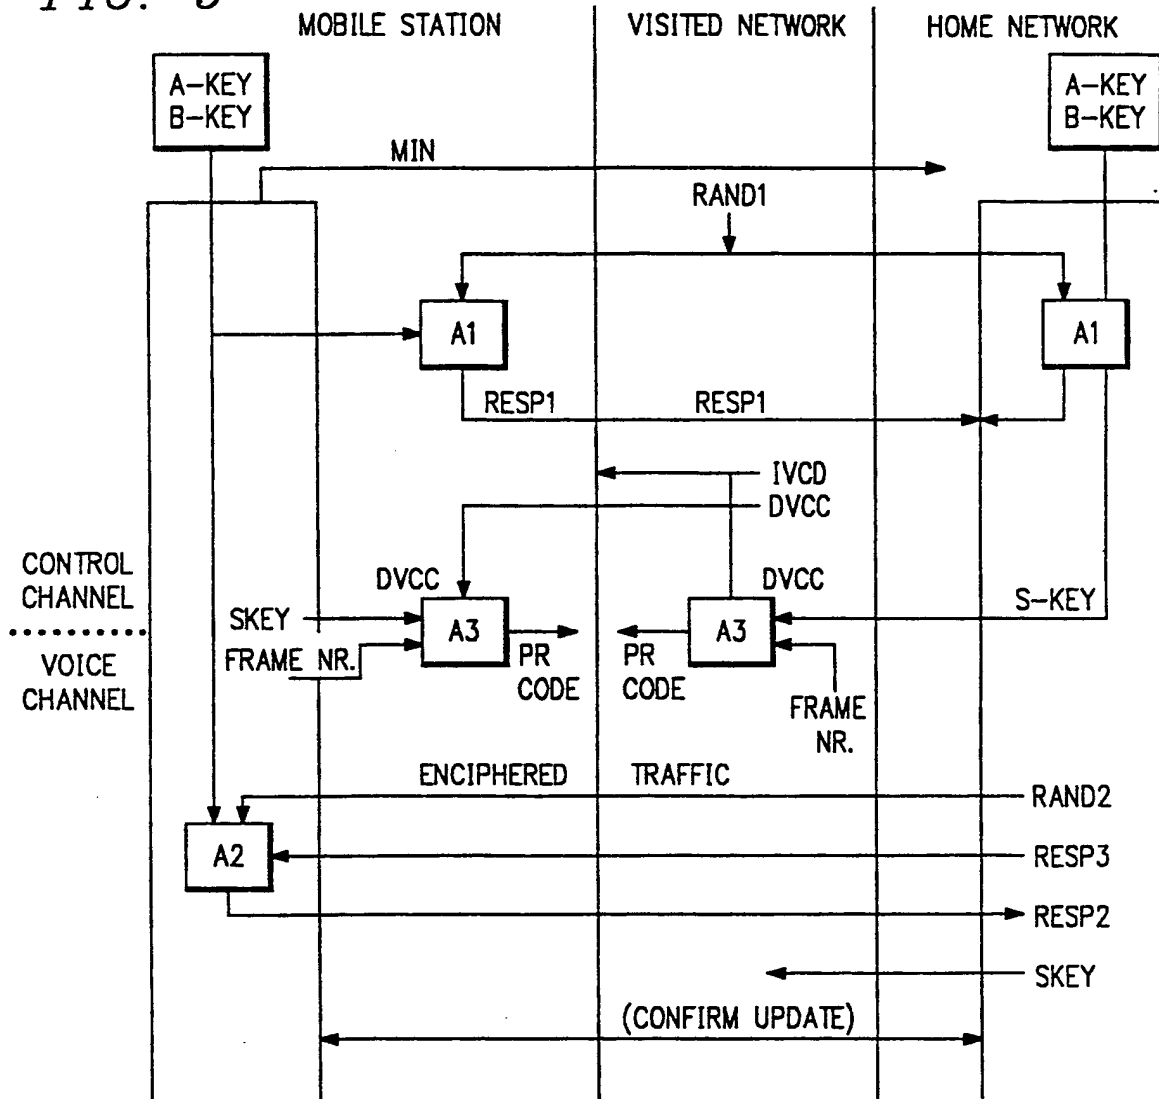 MOBILE STATION
VISITED NETWORK
HOME NETWORK
A-KEY
B-KEY
A-KEY
B-KEY
MIN
RAND1
A1
A1
RESP1
RESP1
IVCD
DVCC
CONTROL
CHANNEL
VOICE
CHANNEL
DVCC
DVCC
S-KEY
SKEY
A3
A3
FRAME NR.
PR
CODE
PR
CODE
FRAME
NR.
ENCIPHERED TRAFFIC
RAND2
A2
RESP3
RESP2
SKEY
(CONFIRM UPDATE)